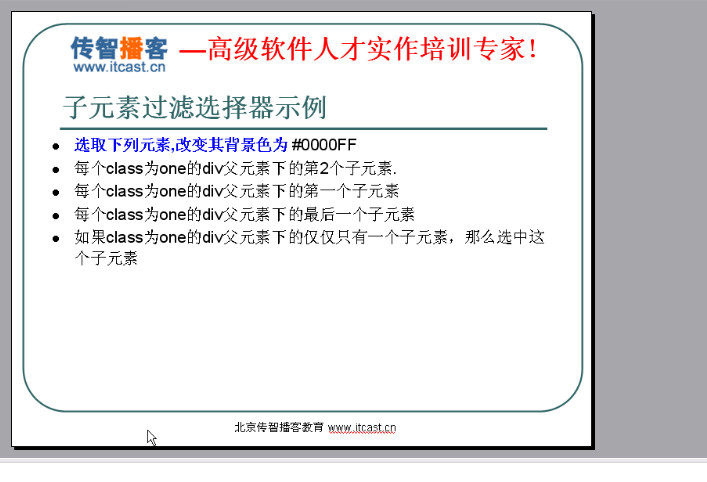 传智播客 —高级软件人才实作培训专家!
www.itcast.cn
子元素过滤选择器示例
选取下列元素,改变其背景色为 #0000FF
每个class为one的div父元素下的第2个子元素.
每个class为one的div父元素下的第一个子元素
每个class为one的div父元素下的最后一个子元素
如果class为one的div父元素下的仅仅只有一个子元素，那么选中这
个子元素
北京传智播客教育 www.itcast.cn